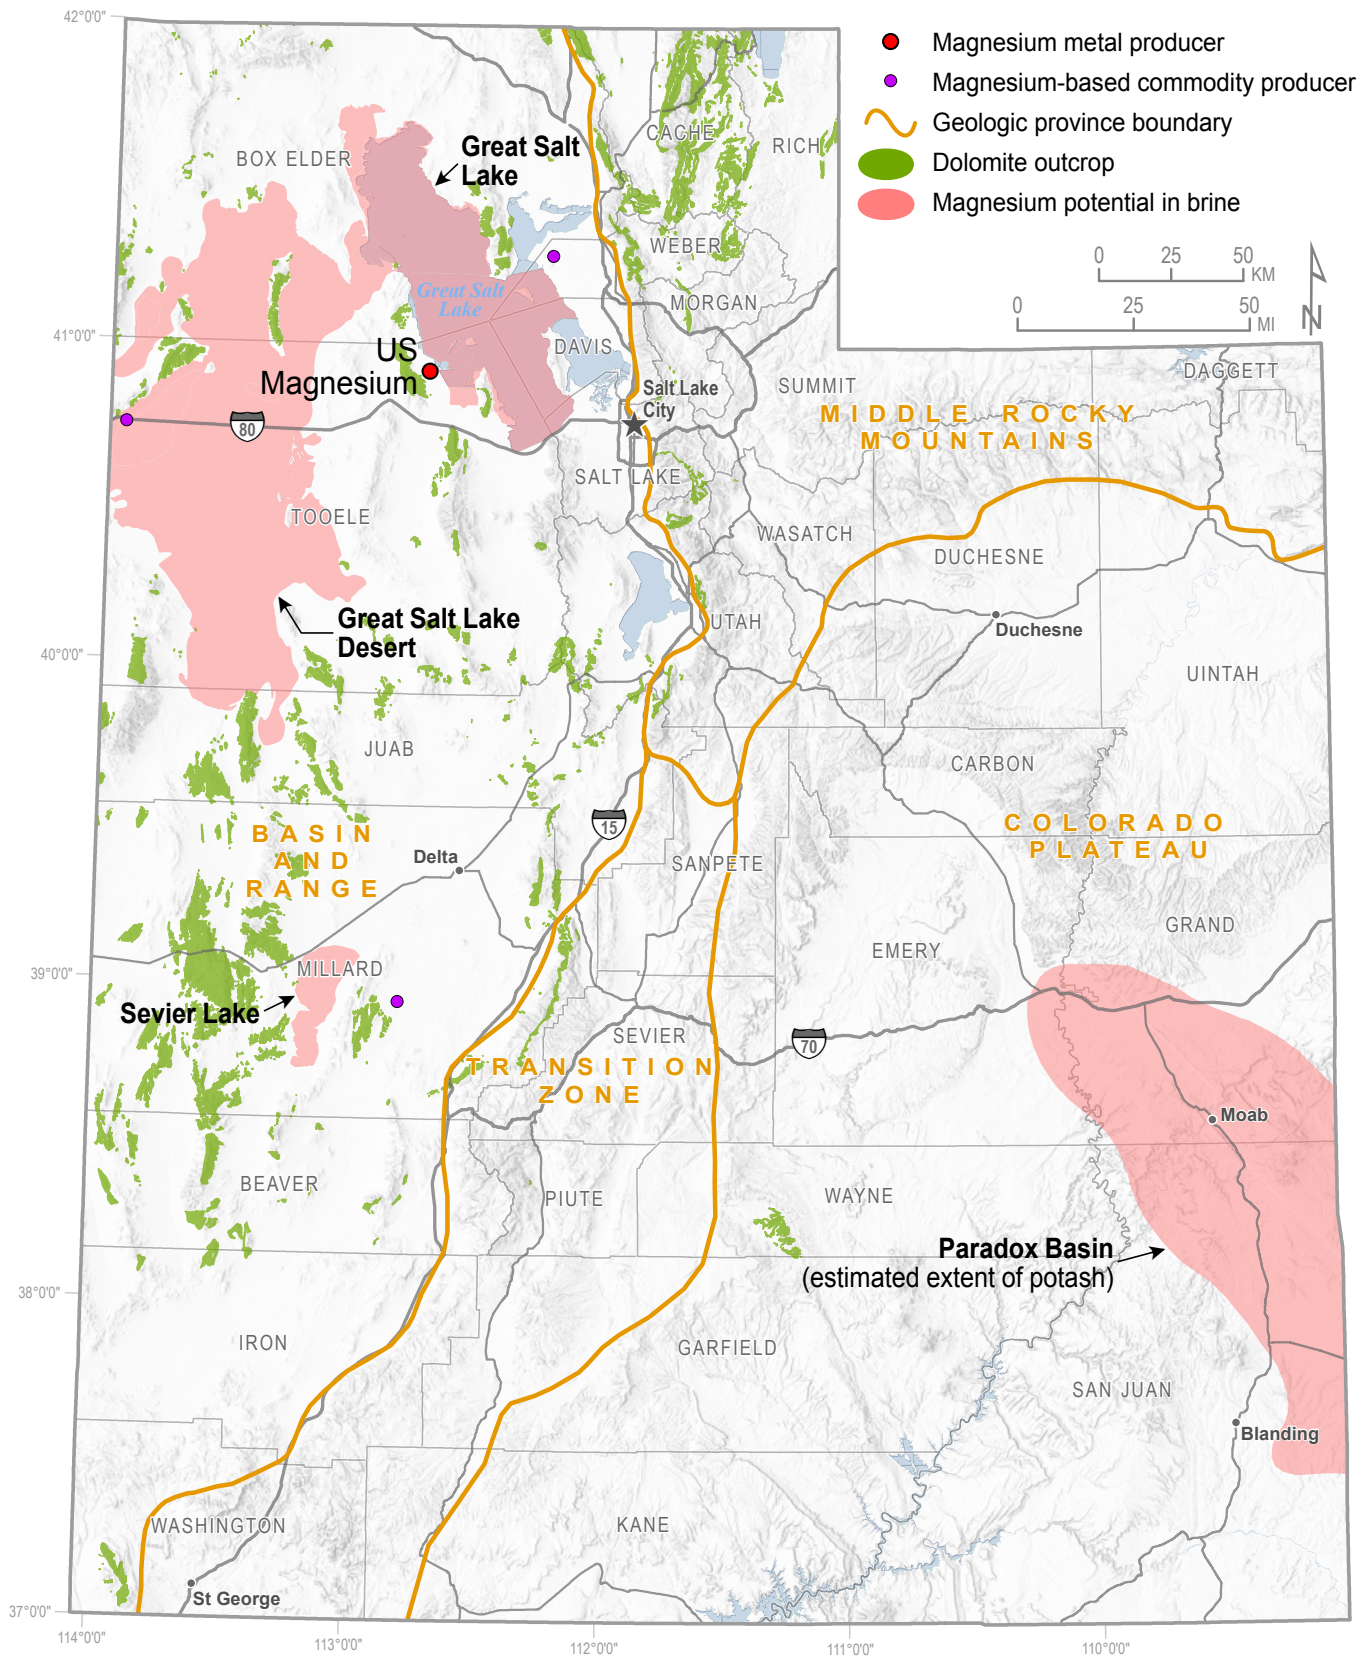 42°0'0"
Magnesium metal producer
Magnesium-based commodity producer
Geologic province boundary
Dolomite outcrop
Magnesium potential in brine
0 25 50
KM
0 25 50
MI
N
BOX ELDER
Great Salt
Lake
CACHE
RICH
WEBER
MORGAN
Great Salt
Lake
41°0'0"
DAVIS
US
Magnesium
80
Salt Lake
City
SUMMIT
DAGGETT
MIDDLE ROCKY
MOUNTAINS
SALT LAKE
TOOELE
WASATCH
DUCHESNE
Great Salt Lake
Desert
UTAH
Duchesne
40°0'0"
UINTAH
JUAB
CARBON
BASIN
AND
RANGE
15
COLORADO
PLATEAU
Delta
SANPETE
GRAND
EMERY
39°0'0"
MILLARD
Sevier Lake
SEVIER
70
TRANSITION
ZONE
Moab
BEAVER
PIUTE
WAYNE
Paradox Basin
(estimated extent of potash)
38°0'0"
IRON
GARFIELD
SAN JUAN
Blanding
WASHINGTON
KANE
St George
37°0'0"
114°0'0"
113°0'0"
112°0'0"
111°0'0"
110°0'0"